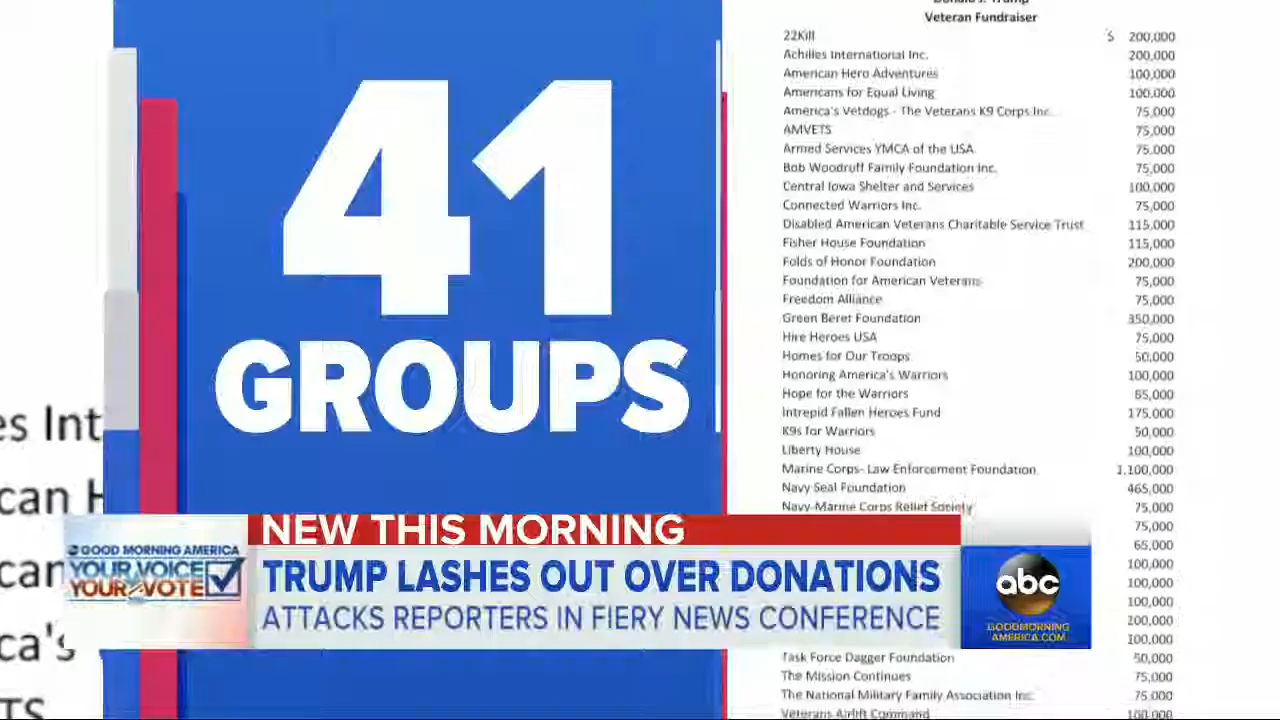 Donald J. Trump
Veteran Fundraiser
22Kill $ 200,000
Achilles International Inc. 200,000
American Hero Adventures 100,000
Americans for Equal Living 100,000
America's Vetdogs - The Veterans K9 Corps Inc. 75,000
AMVETS 75,000
Armed Services YMCA of the USA 75,000
Bob Woodruff Family Foundation Inc. 75,000
Central Iowa Shelter and Services 100,000
Connected Warriors Inc. 75,000
Disabled American Veterans Charitable Service Trust 115,000
Fisher House Foundation 115,000
Folds of Honor Foundation 200,000
Foundation for American Veterans 75,000
Freedom Alliance 75,000
Green Beret Foundation 350,000
Hire Heroes USA 75,000
Homes for Our Troops 50,000
Honoring America's Warriors 100,000
Hope for the Warriors 65,000
Intrepid Fallen Heroes Fund 175,000
K9s for Warriors 50,000
Liberty House 100,000
Marine Corps- Law Enforcement Foundation 1,100,000
Navy Seal Foundation 465,000
Navy-Marine Corps Relief Society 75,000
75,000
65,000
100,000
100,000
100,000
200,000
100,000
Task Force Dagger Foundation 50,000
The Mission Continues 75,000
The National Military Family Association Inc. 75,000
Veterans Airlift Command 100,000
41
GROUPS
es Int
can H
can
ca's
TS
NEW THIS MORNING
GOOD MORNING AMERICA
YOUR VOICE
YOUR VOTE
TRUMP LASHES OUT OVER DONATIONS
ATTACKS REPORTERS IN FIERY NEWS CONFERENCE
abc
GOODMORNING
AMERICA.COM